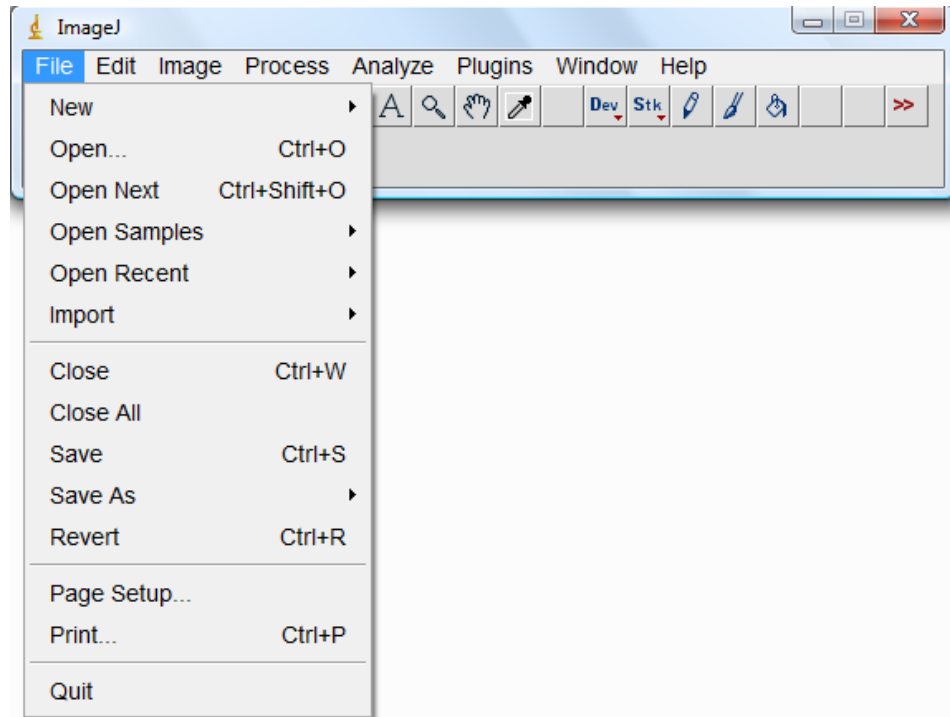 ImageJ
File Edit Image Process Analyze Plugins Window Help
A Dev Stk >>
New
Open... Ctrl+O
Open Next Ctrl+Shift+O
Open Samples
Open Recent
Import
Close Ctrl+W
Close All
Save Ctrl+S
Save As
Revert Ctrl+R
Page Setup...
Print... Ctrl+P
Quit